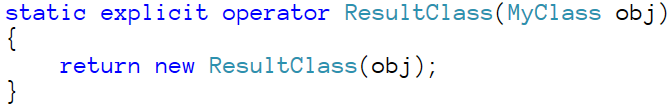 static explicit operator ResultClass(MyClass obj)
{
    return new ResultClass(obj);
}